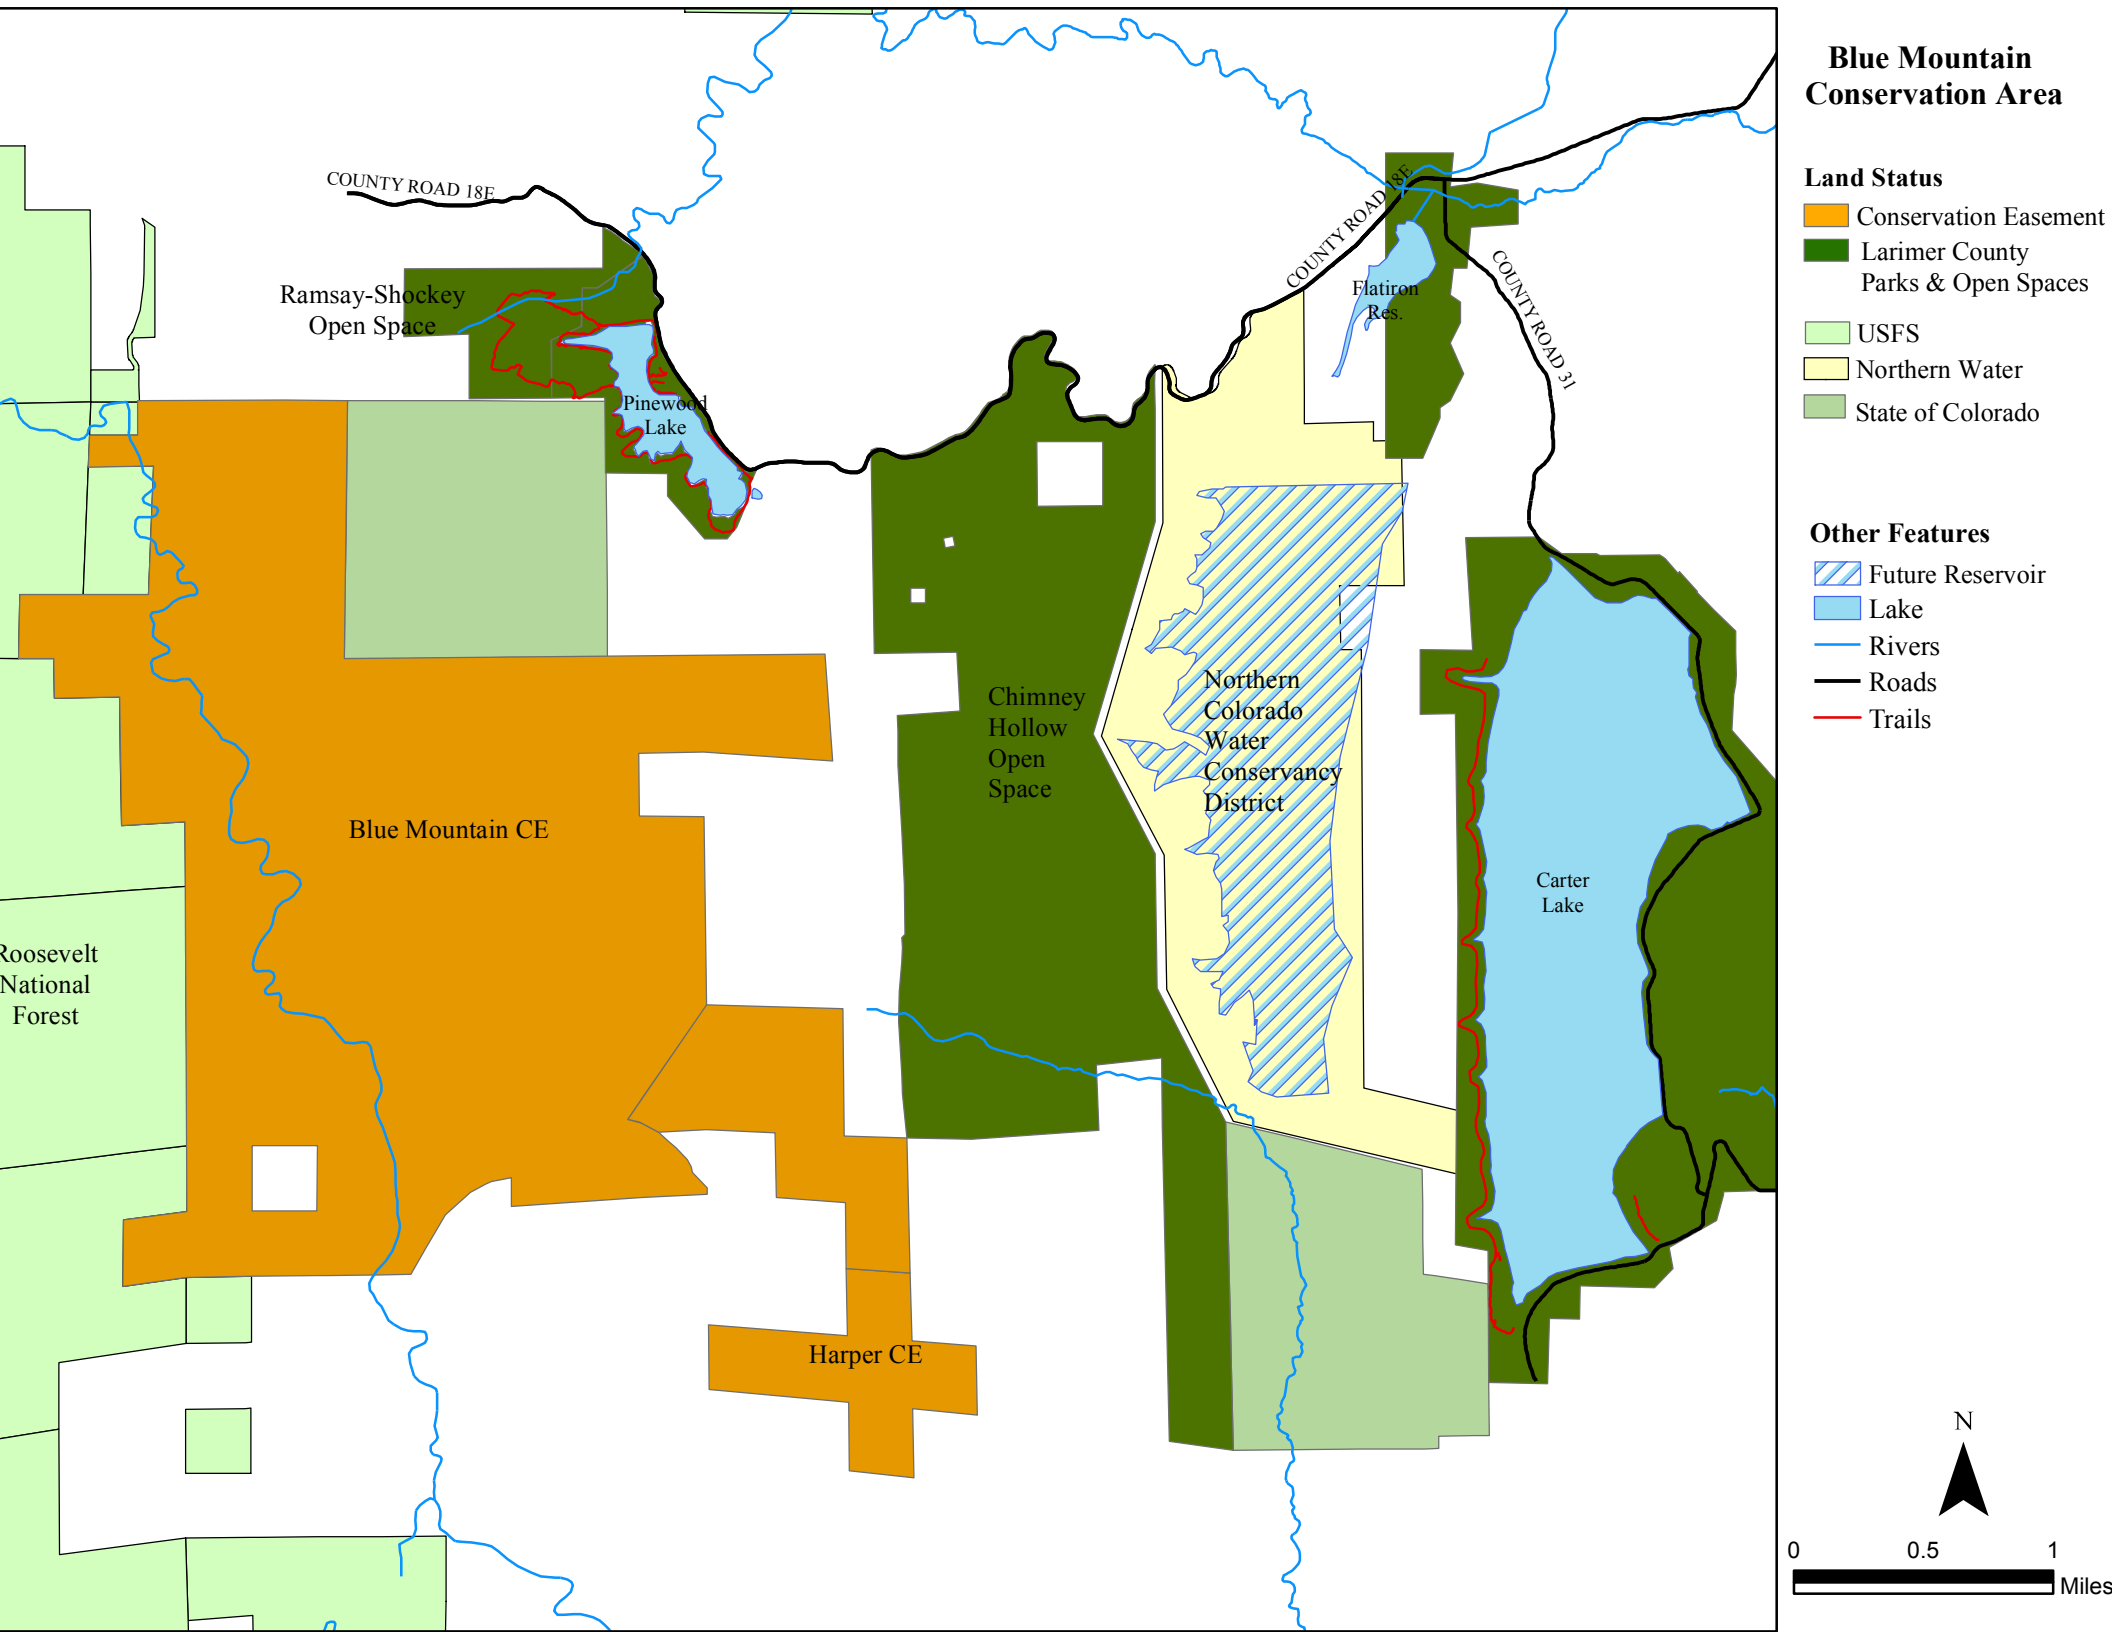 Blue Mountain
Conservation Area
Land Status
Conservation Easement
Larimer County
Parks & Open Spaces
USFS
Northern Water
State of Colorado
Other Features
Future Reservoir
Lake
Rivers
Roads
Trails
N
0 0.5 1
Miles
COUNTY ROAD 18E
COUNTY ROAD 18E
COUNTY ROAD 31
Ramsay-Shockey
Open Space
Flatiron
Res.
Pinewood
Lake
Chimney
Hollow
Open
Space
Northern
Colorado
Water
Conservancy
District
Blue Mountain CE
Carter
Lake
Roosevelt
National
Forest
Harper CE